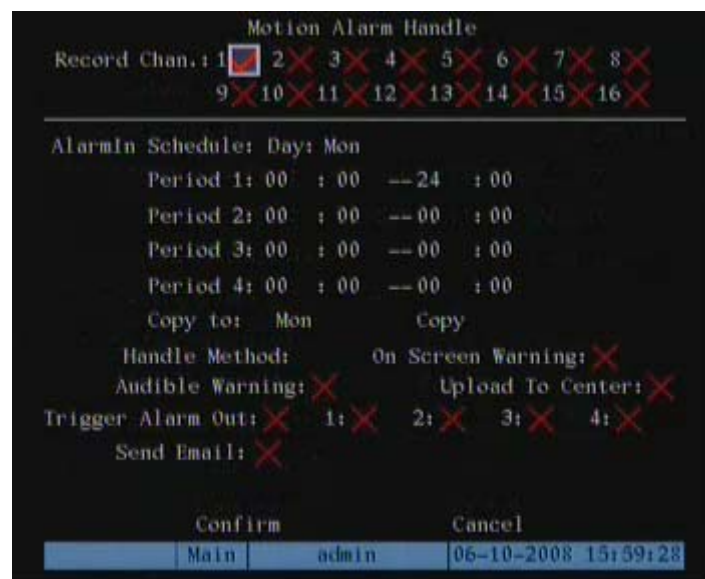 Motion Alarm Handle
Record Chan.: 1 2 3 4 5 6 7 8
9 10 11 12 13 14 15 16
AlarmIn Schedule: Day: Mon
Period 1: 00 : 00 --24 : 00
Period 2: 00 : 00 --00 : 00
Period 3: 00 : 00 --00 : 00
Period 4: 00 : 00 --00 : 00
Copy to: Mon Copy
Handle Method: On Screen Warning:
Audible Warning: Upload To Center:
Trigger Alarm Out: 1: 2: 3: 4:
Send Email:
Confirm Cancel
Main admin 06-10-2008 15:59:28